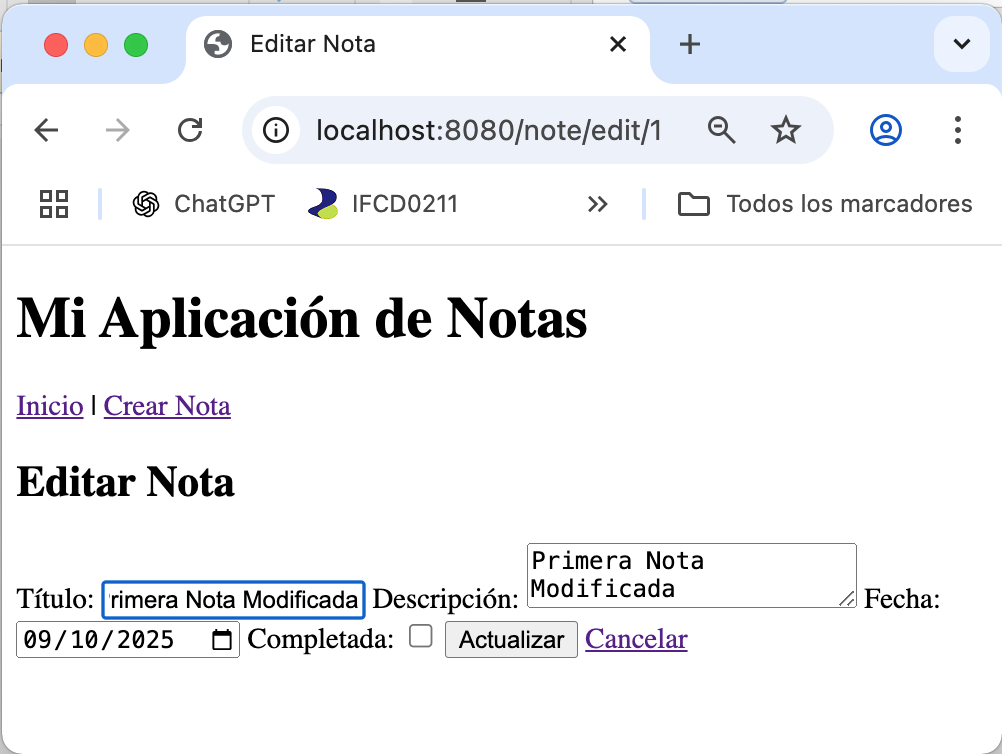 Editar Nota
localhost:8080/note/edit/1
ChatGPT IFCD0211 Todos los marcadores
Mi Aplicación de Notas
Inicio | Crear Nota
Editar Nota
Título: rimera Nota Modificada Descripción: Primera Nota Modificada Fecha:
09/10/2025 Completada: Actualizar Cancelar